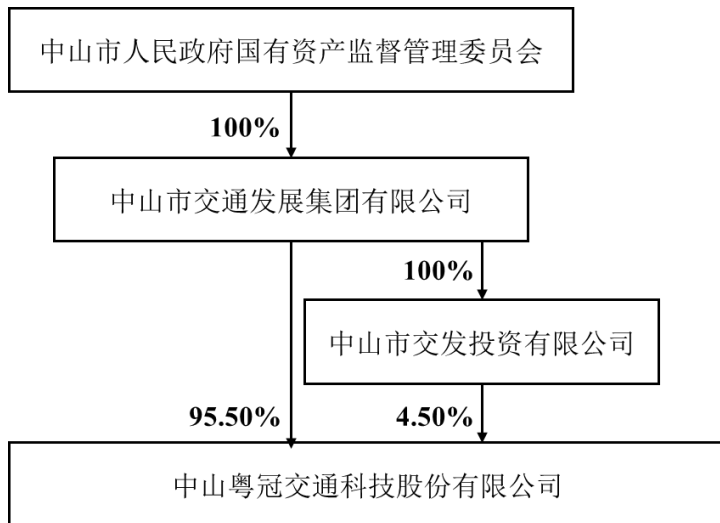 中山市人民政府国有资产监督管理委员会
100%
中山市交通发展集团有限公司
100%
中山市交发投资有限公司
95.50%
4.50%
中山粤冠交通科技股份有限公司